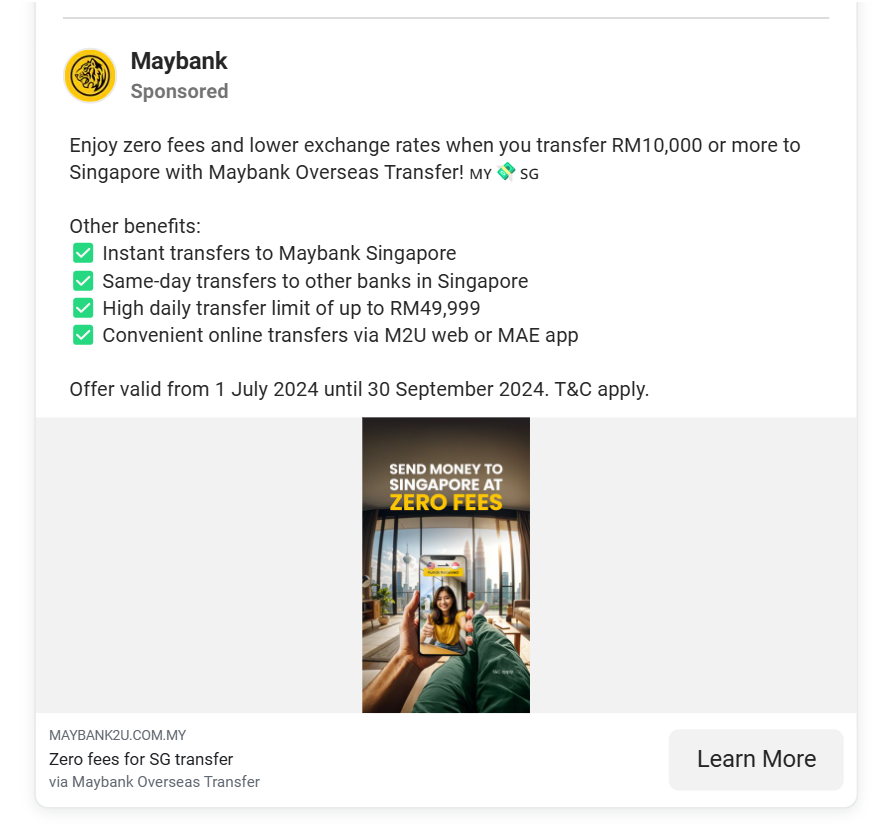 Maybank
Sponsored
Enjoy zero fees and lower exchange rates when you transfer RM10,000 or more to
Singapore with Maybank Overseas Transfer! MY 💸 SG
Other benefits:
✅ Instant transfers to Maybank Singapore
✅ Same-day transfers to other banks in Singapore
✅ High daily transfer limit of up to RM49,999
✅ Convenient online transfers via M2U web or MAE app
Offer valid from 1 July 2024 until 30 September 2024. T&C apply.
SEND MONEY TO
SINGAPORE AT
ZERO FEES
MAYBANK2U.COM.MY
Zero fees for SG transfer
via Maybank Overseas Transfer
Learn More